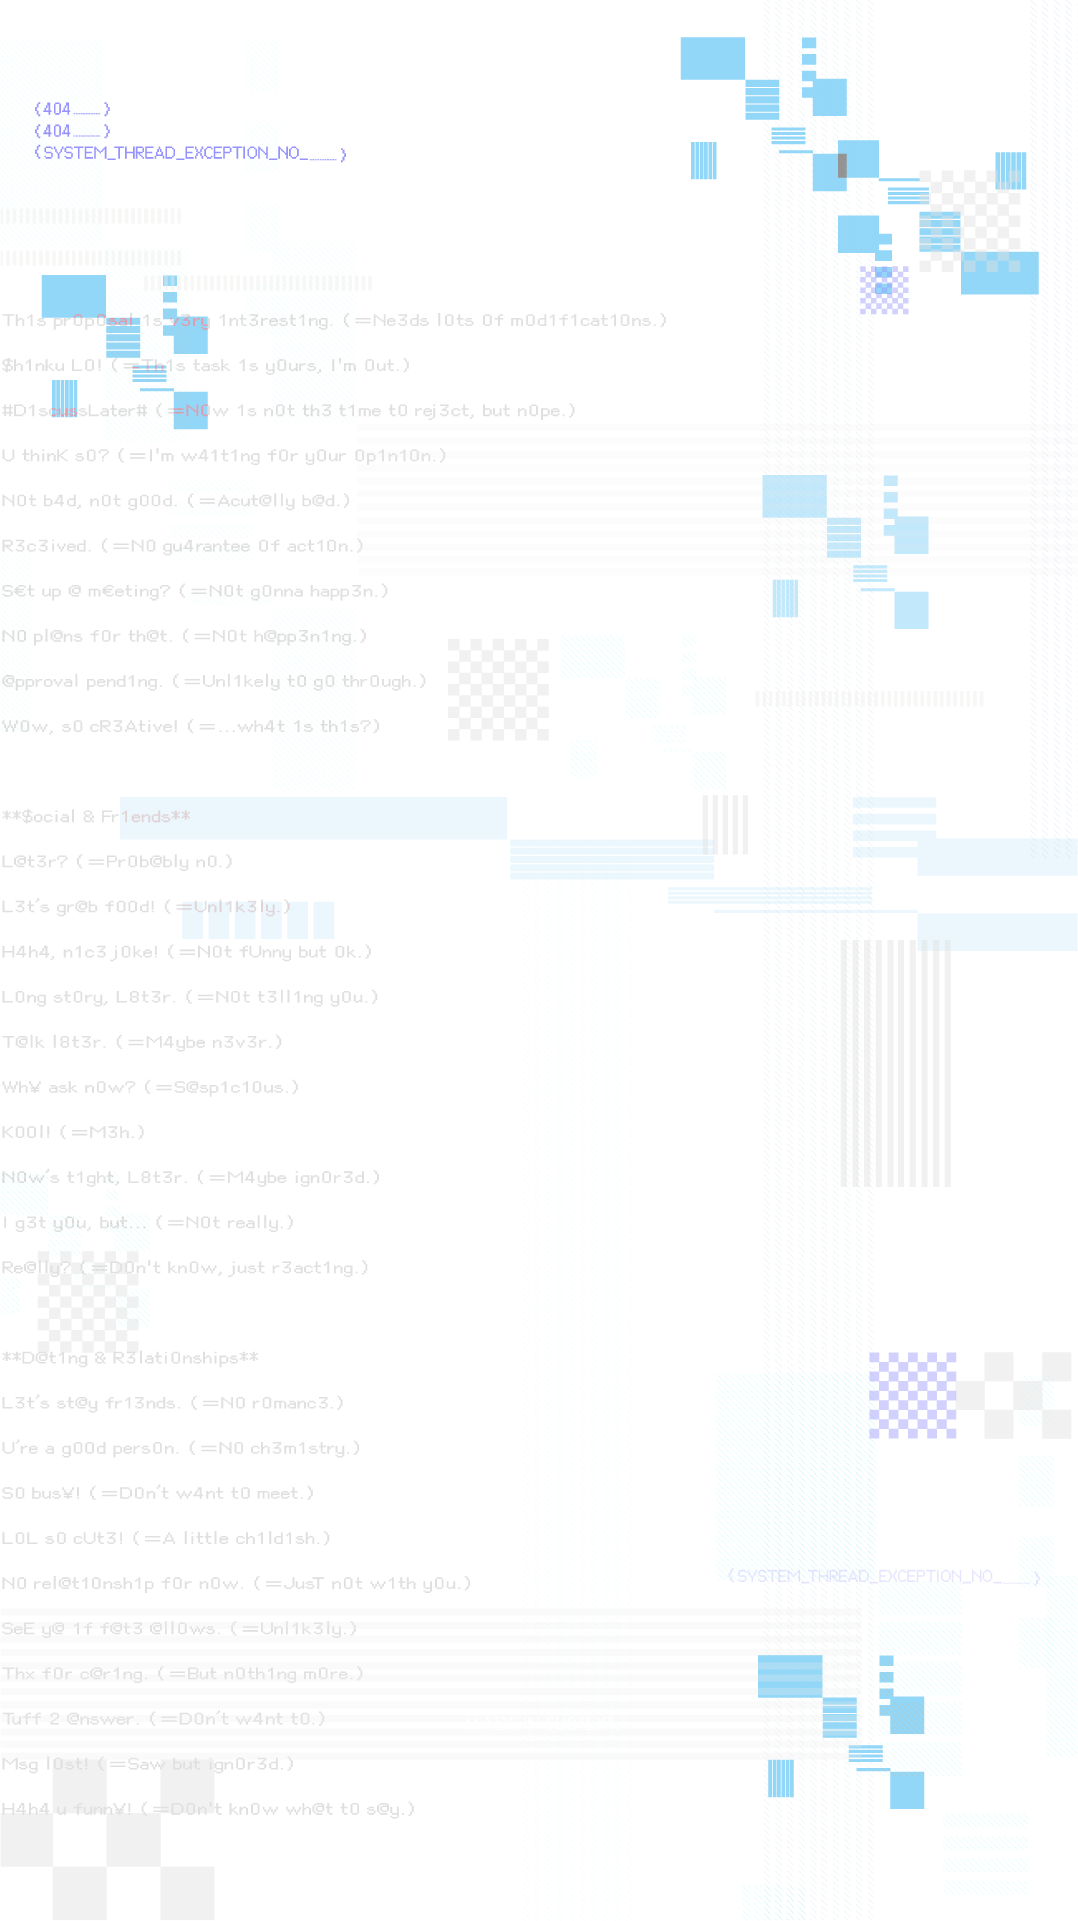 (404____)
(404____)
(SYSTEM_THREAD_EXCEPTION_NO_____)
Th1s pr0p0sal 1s v3ry 1nt3rest1ng. (=Ne3ds l0ts 0f m0d1f1cat10ns.)
$h1nku L0! (=Th1s task 1s y0urs, I'm 0ut.)
#D1scussLater# (=N0w 1s n0t th3 t1me t0 rej3ct, but n0pe.)
U thinK s0? (=I'm w41t1ng f0r y0ur 0p1n10n.)
N0t b4d, n0t g00d. (=Acut@lly b@d.)
R3c3ived. (=N0 gu4rantee 0f act10n.)
S€t up @ m€eting? (=N0t g0nna happ3n.)
N0 pl@ns f0r th@t. (=N0t h@pp3n1ng.)
@pproval pend1ng. (=Unl1kely t0 g0 thr0ugh.)
W0w, s0 cR3Ative! (=...wh4t 1s th1s?)
**$ocial & Fr1ends**
L@t3r? (=Pr0b@bly n0.)
L3t's gr@b f00d! (=Unl1k3ly.)
H4h4, n1c3 j0ke! (=N0t fUnny but 0k.)
L0ng st0ry, L8t3r. (=N0t t3ll1ng y0u.)
T@lk l8t3r. (=M4ybe n3v3r.)
Wh¥ ask n0w? (=S@sp1c10us.)
K00l! (=M3h.)
N0w's t1ght, L8t3r. (=M4ybe ign0r3d.)
I g3t y0u, but... (=N0t really.)
Re@lly? (=D0n't kn0w, just r3act1ng.)
**D@t1ng & R3lati0nships**
L3t's st@y fr13nds. (=N0 r0manc3.)
U're a g00d pers0n. (=N0 ch3m1stry.)
S0 bus¥! (=D0n't w4nt t0 meet.)
L0L s0 cUt3! (=A little ch1ld1sh.)
N0 rel@t10nsh1p f0r n0w. (=JusT n0t w1th y0u.)
(SYSTEM_THREAD_EXCEPTION_NO_____)
SeE y@ 1f f@t3 @ll0ws. (=Unl1k3ly.)
Thx f0r c@r1ng. (=But n0th1ng m0re.)
Tuff 2 @nswer. (=D0n't w4nt t0.)
Msg l0st! (=Saw but ign0r3d.)
H4h4 u funn¥! (=D0n't kn0w wh@t t0 s@y.)